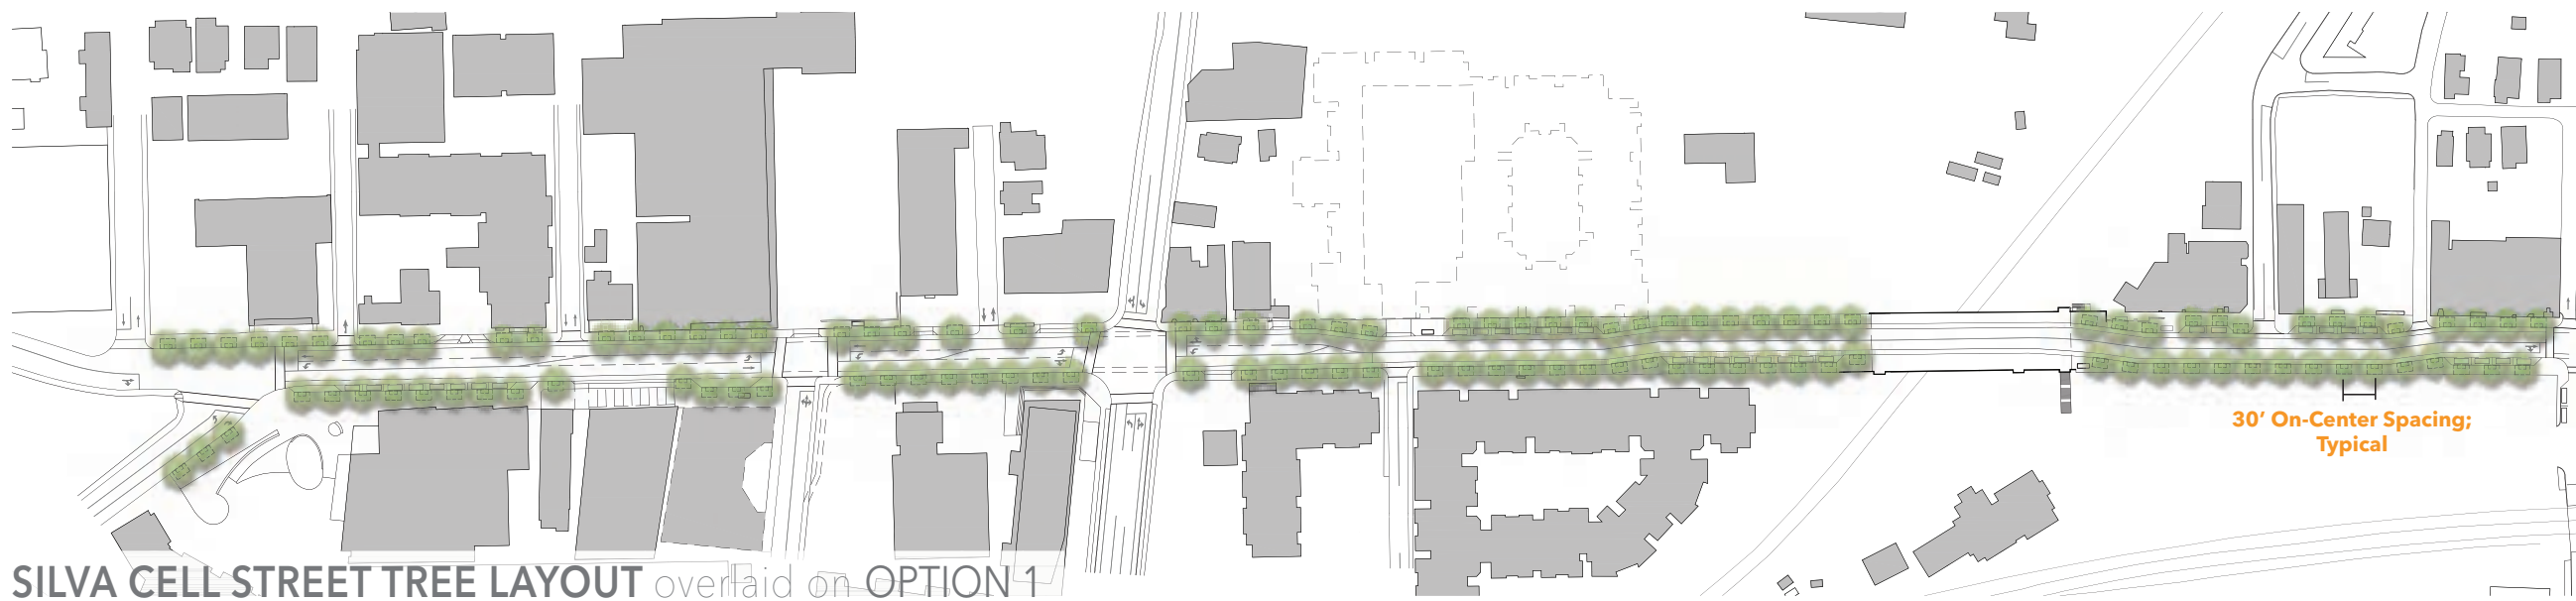 30' On-Center Spacing;
Typical
SILVA CELL STREET TREE LAYOUT overlaid on OPTION 1